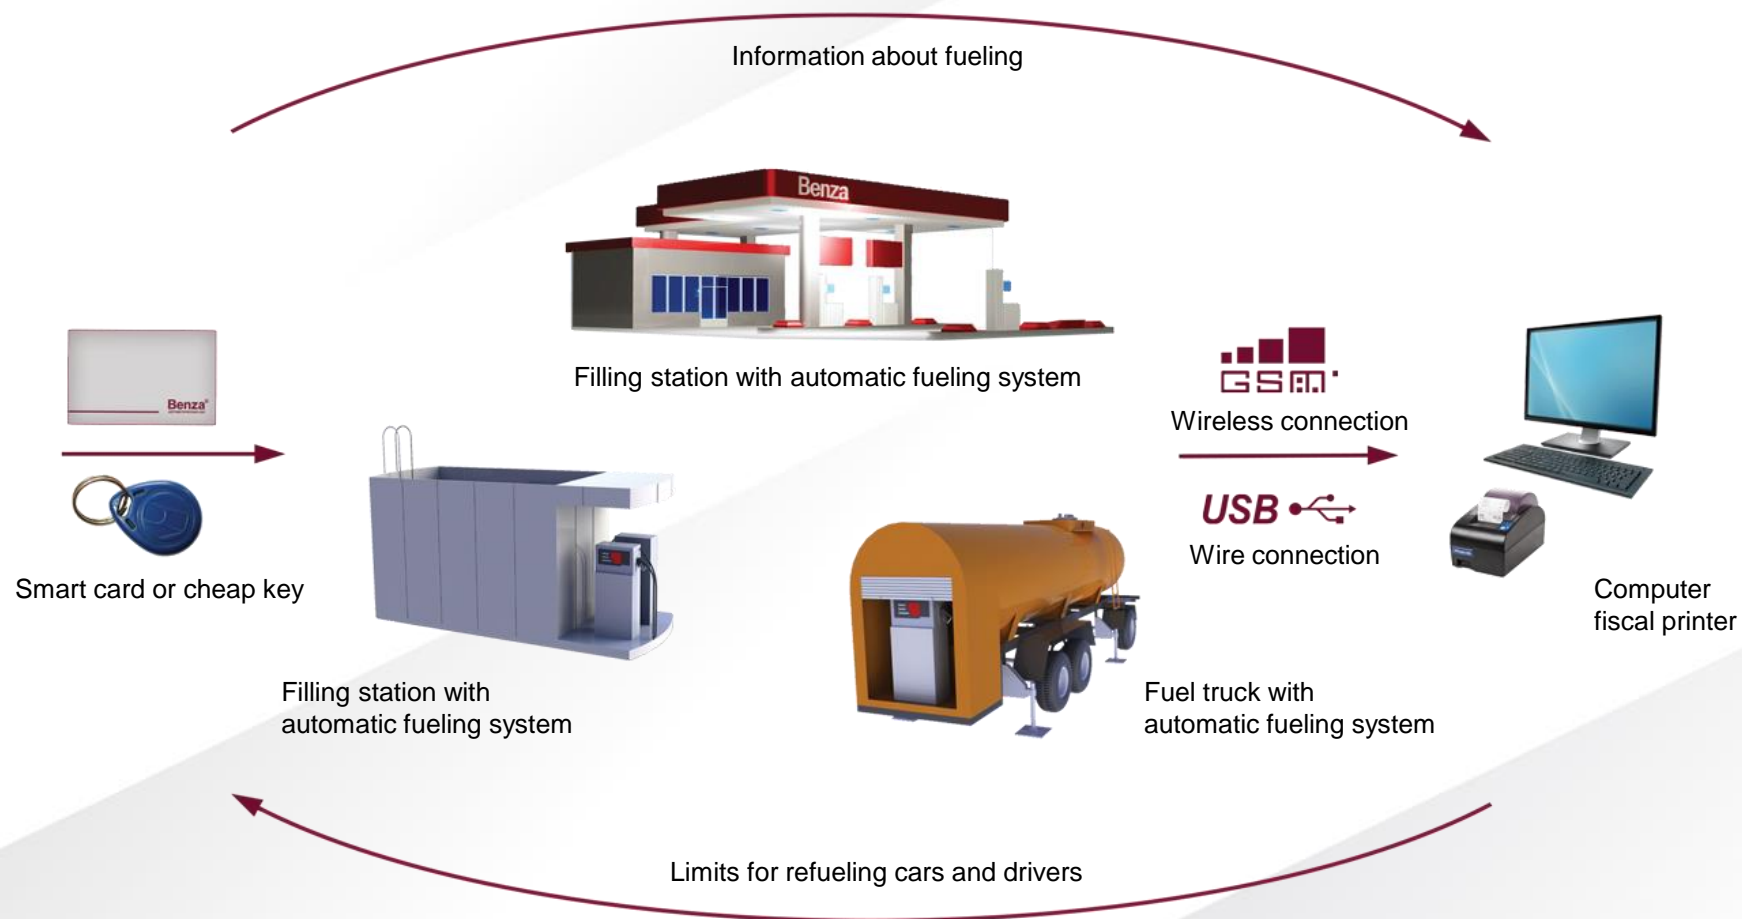 Information about fueling
Benza
Filling station with automatic fueling system
Benza®
Smart card or cheap key
GSM
Wireless connection
USB
Wire connection
Computer
fiscal printer
Filling station with
automatic fueling system
Fuel truck with
automatic fueling system
Limits for refueling cars and drivers